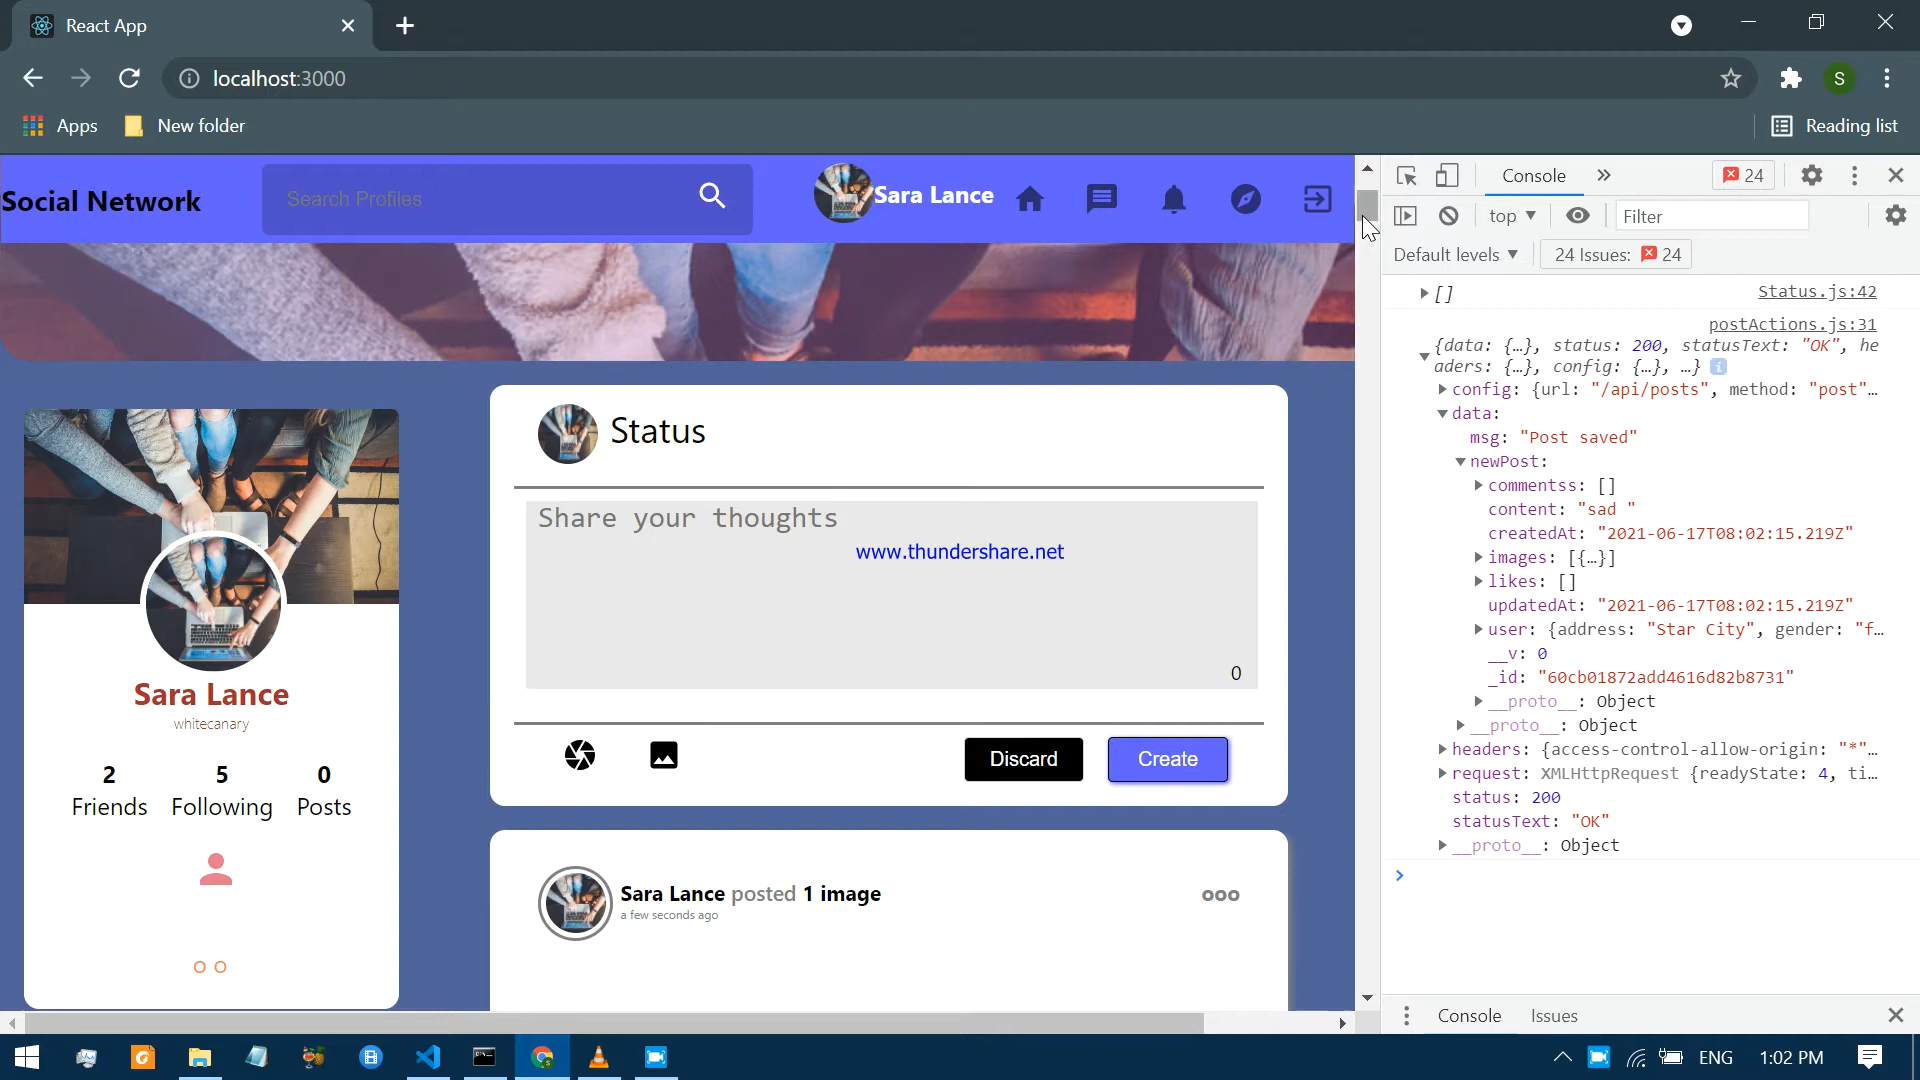 React App
localhost:3000
Apps
New folder
Reading list
S
Social Network
Search Profiles
Sara Lance
Status
Share your thoughts
www.thundershare.net
0
Discard
Create
Sara Lance
whitecanary
2
5
0
Friends
Following
Posts
Sara Lance posted 1 image
a few seconds ago
Console
24
top
Filter
Default levels
24 Issues: 24
[]
Status.js:42
postActions.js:31
{data: {…}, status: 200, statusText: "OK", he
aders: {…}, config: {…}, …}
config: {url: "/api/posts", method: "post"…
data:
msg: "Post saved"
newPost:
commentss: []
content: "sad "
createdAt: "2021-06-17T08:02:15.219Z"
images: [{…}]
likes: []
updatedAt: "2021-06-17T08:02:15.219Z"
user: {address: "Star City", gender: "f…
__v: 0
_id: "60cb01872add4616d82b8731"
__proto__: Object
__proto__: Object
headers: {access-control-allow-origin: "*"…
request: XMLHttpRequest {readyState: 4, ti…
status: 200
statusText: "OK"
__proto__: Object
Console
Issues
ENG
1:02 PM